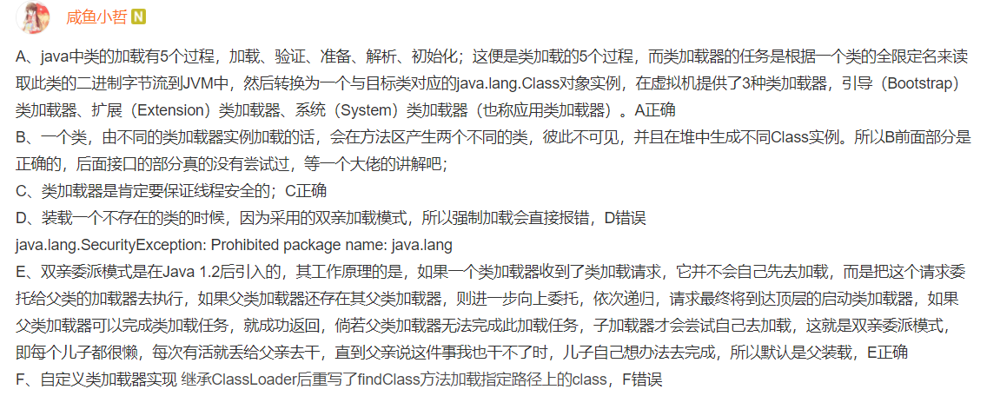 咸鱼小哲 N
A、java中类的加载有5个过程，加载、验证、准备、解析、初始化；这便是类加载的5个过程，而类加载器的任务是根据一个类的全限定名来读
取此类的二进制字节流到JVM中，然后转换为一个与目标类对应的java.lang.Class对象实例，在虚拟机提供了3种类加载器，引导（Bootstrap）
类加载器、扩展（Extension）类加载器、系统（System）类加载器（也称应用类加载器）。A正确
B、一个类，由不同的类加载器实例加载的话，会在方法区产生两个不同的类，彼此不可见，并且在堆中生成不同Class实例。所以B前面部分是
正确的，后面接口的部分真的没有尝试过，等一个大佬的讲解吧；
C、类加载器是肯定要保证线程安全的；C正确
D、装载一个不存在的类的时候，因为采用的双亲加载模式，所以强制加载会直接报错，D错误
java.lang.SecurityException: Prohibited package name: java.lang
E、双亲委派模式是在Java 1.2后引入的，其工作原理的是，如果一个类加载器收到了类加载请求，它并不会自己先去加载，而是把这个请求委
托给父类的加载器去执行，如果父类加载器还存在其父类加载器，则进一步向上委托，依次递归，请求最终将到达顶层的启动类加载器，如果
父类加载器可以完成类加载任务，就成功返回，倘若父类加载器无法完成此加载任务，子加载器才会尝试自己去加载，这就是双亲委派模式，
即每个儿子都很懒，每次有活就丢给父亲去干，直到父亲说这件事我也干不了时，儿子自己想办法去完成，所以默认是父装载，E正确
F、自定义类加载器实现 继承ClassLoader后重写了findClass方法加载指定路径上的class，F错误